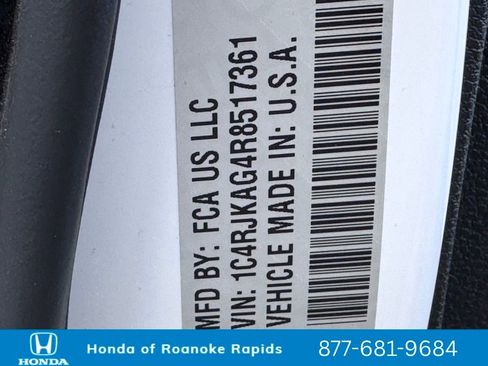 MFD BY: FCA US LLC
VIN: 1C4RJKAG4R8517361
VEHICLE MADE IN: U.S.A.
HONDA
Honda of Roanoke Rapids
877-681-9684